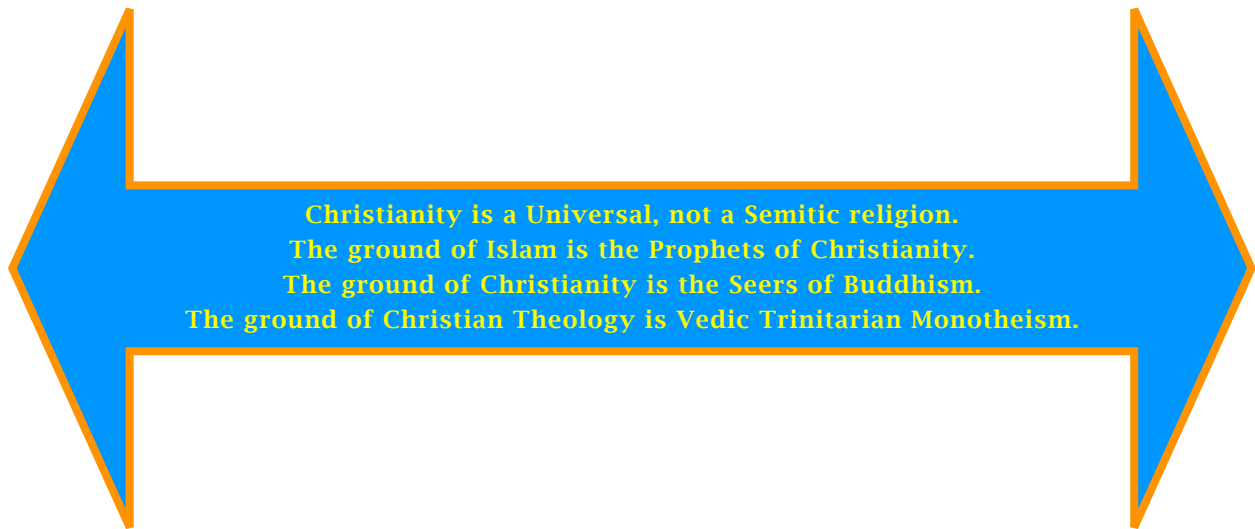 Christianity is a Universal, not a Semitic religion.
The ground of Islam is the Prophets of Christianity.
The ground of Christianity is the Seers of Buddhism.
The ground of Christian Theology is Vedic Trinitarian Monotheism.